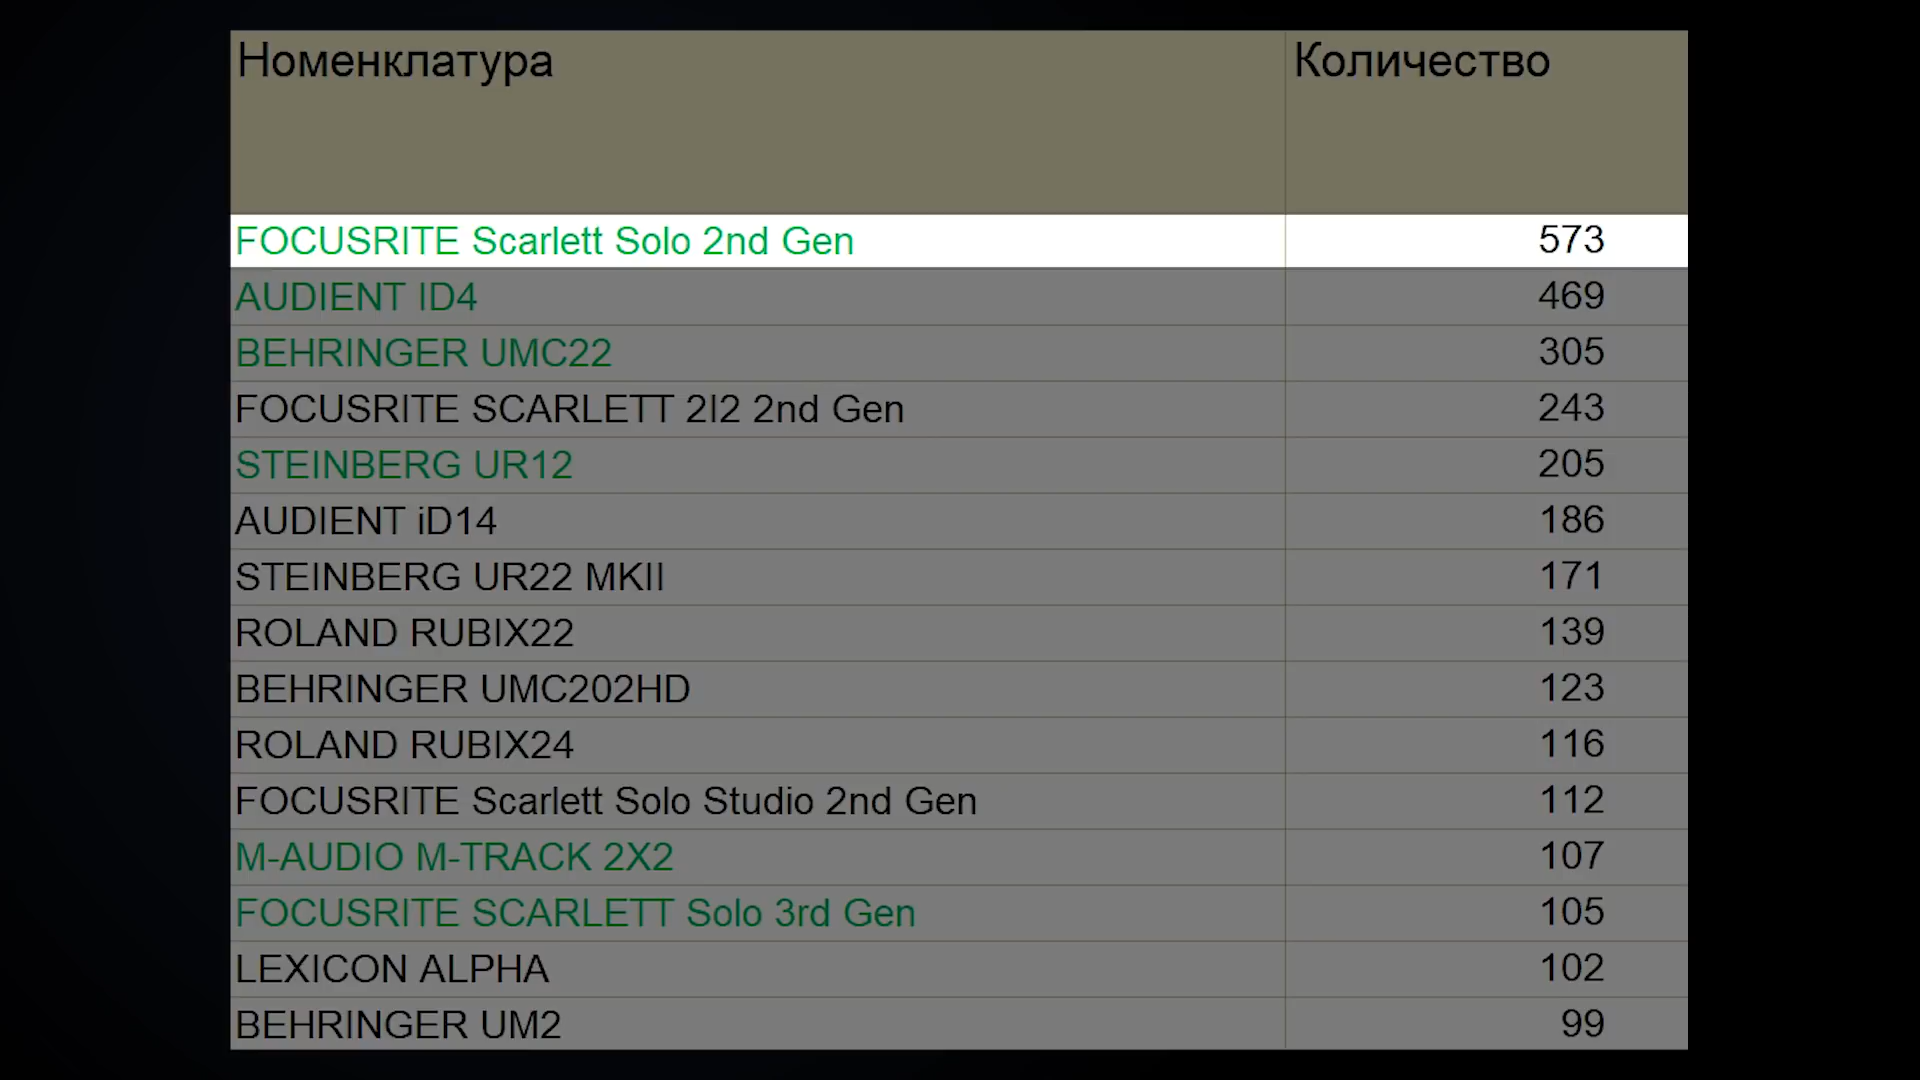 Номенклатура Количество
FOCUSRITE Scarlett Solo 2nd Gen 573
AUDIENT ID4 469
BEHRINGER UMC22 305
FOCUSRITE SCARLETT 2I2 2nd Gen 243
STEINBERG UR12 205
AUDIENT iD14 186
STEINBERG UR22 MKII 171
ROLAND RUBIX22 139
BEHRINGER UMC202HD 123
ROLAND RUBIX24 116
FOCUSRITE Scarlett Solo Studio 2nd Gen 112
M-AUDIO M-TRACK 2X2 107
FOCUSRITE SCARLETT Solo 3rd Gen 105
LEXICON ALPHA 102
BEHRINGER UM2 99